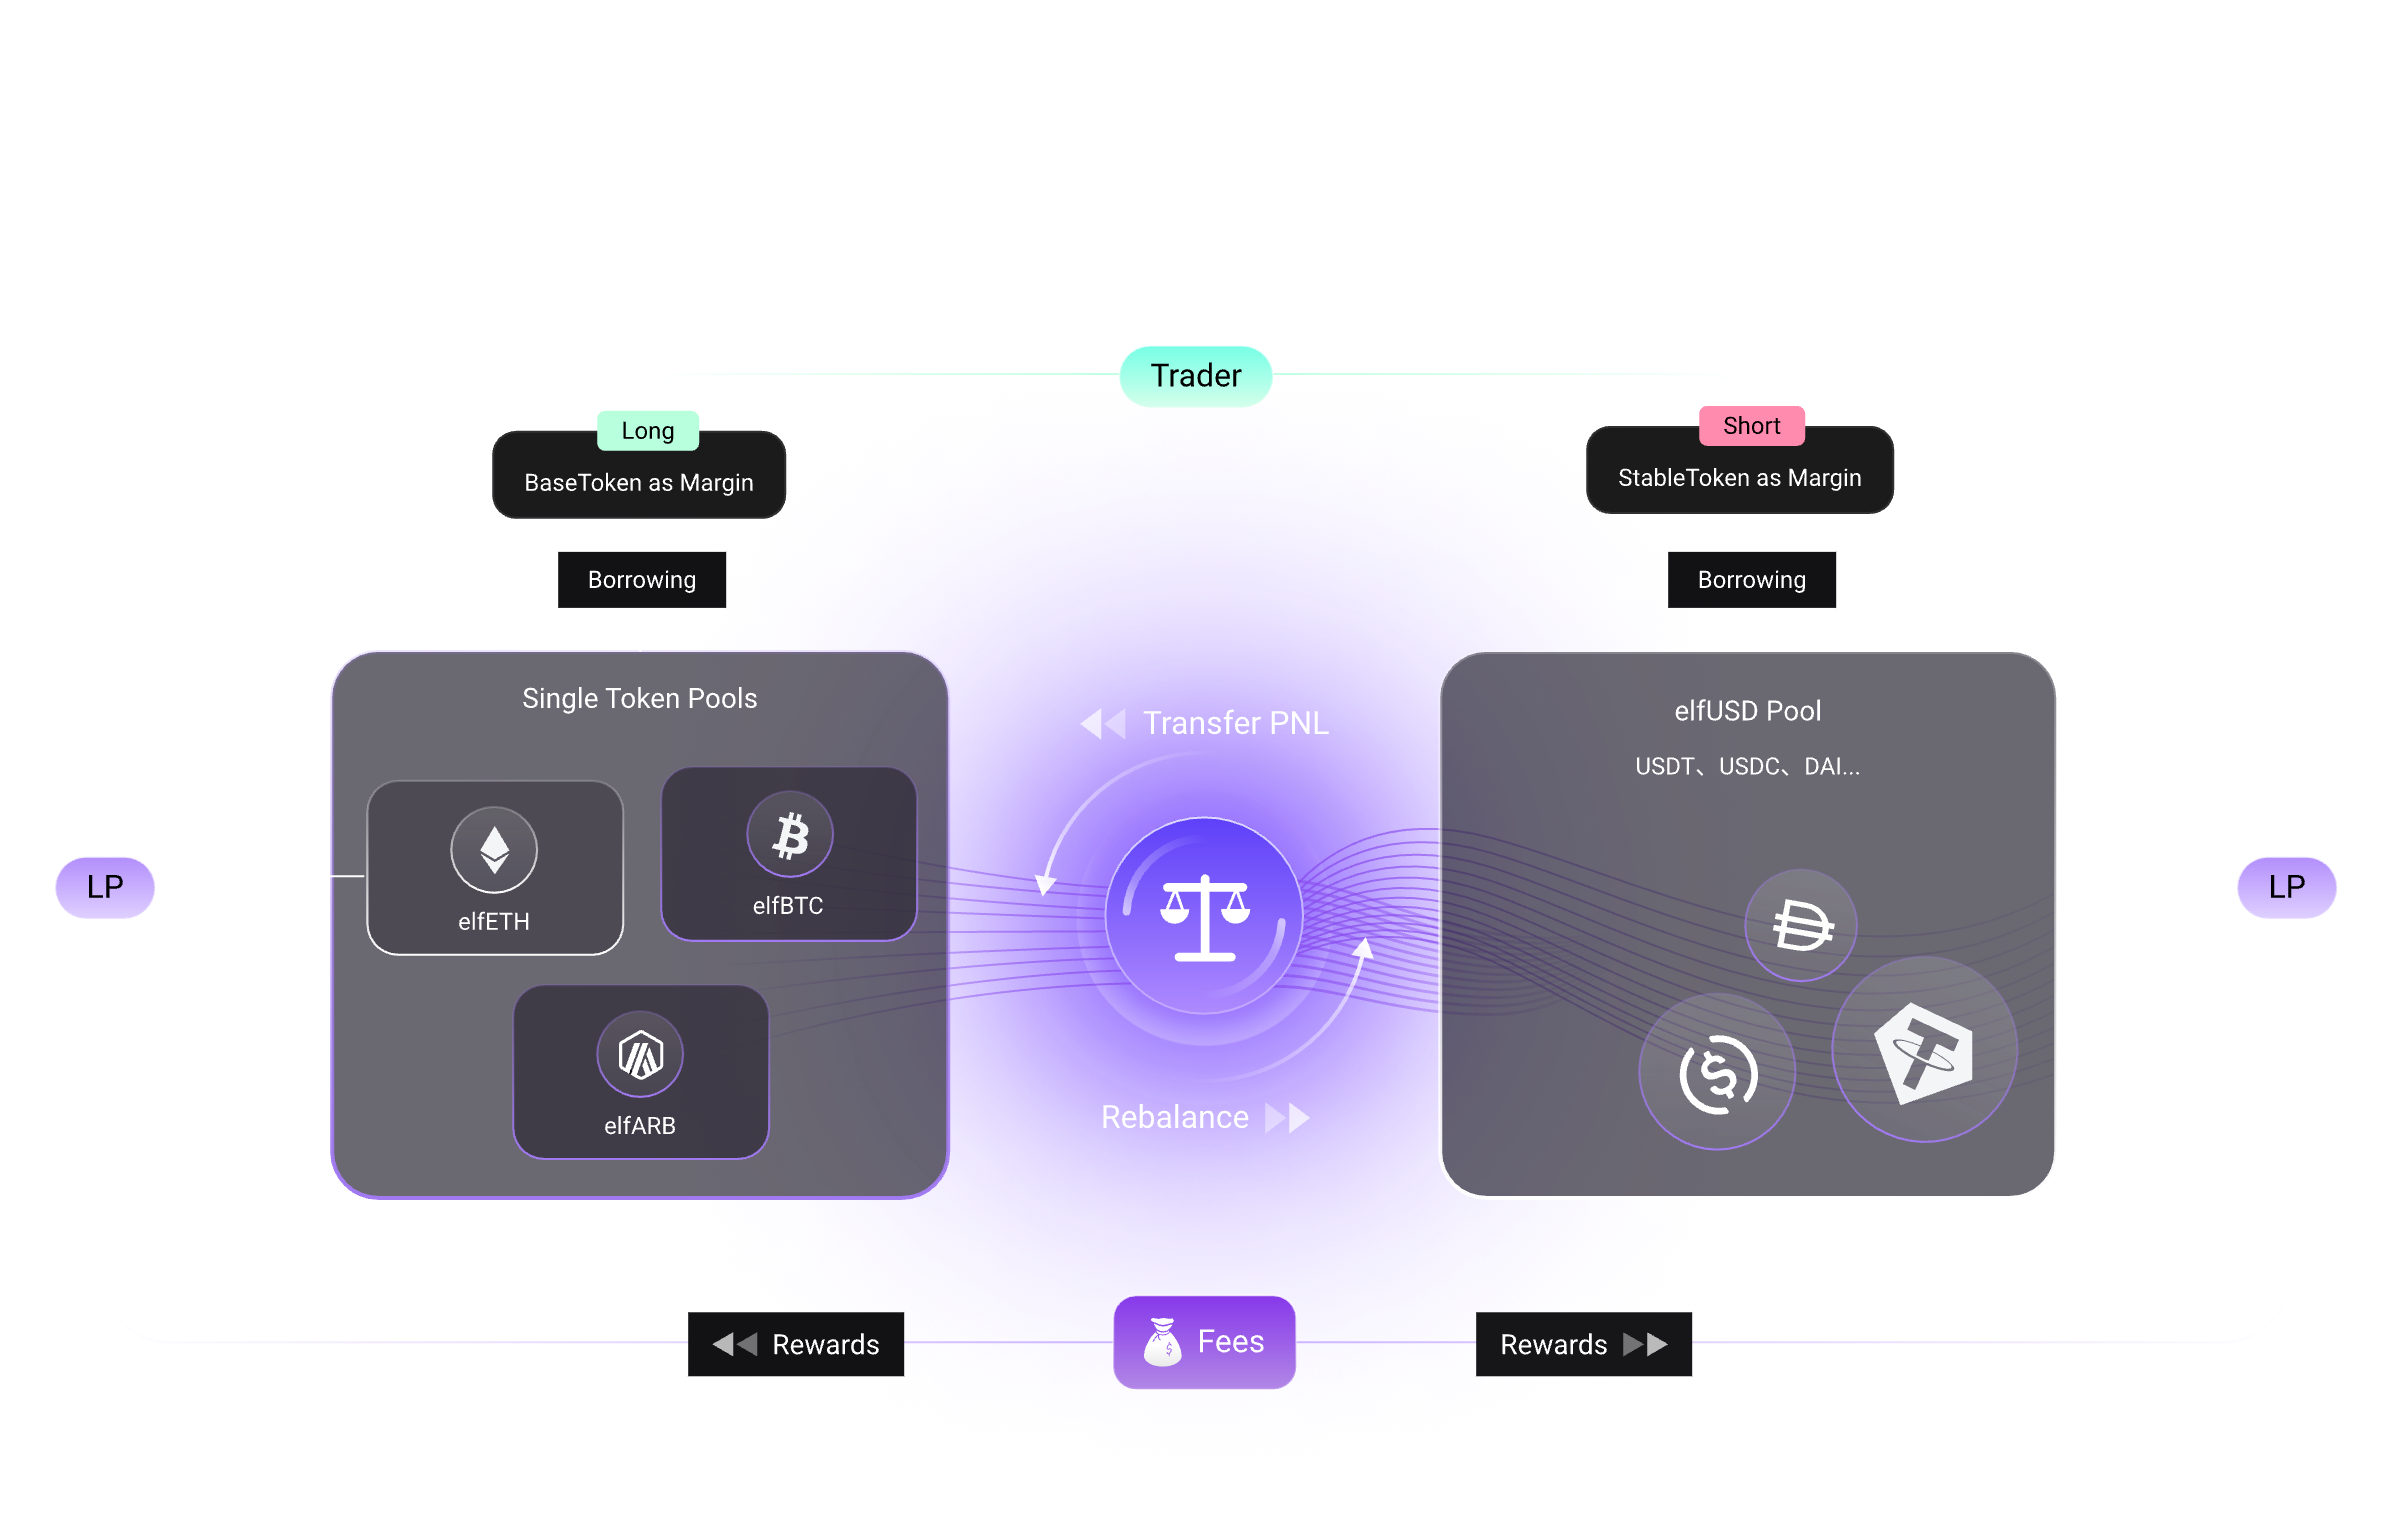 Trader
Long
BaseToken as Margin
Short
StableToken as Margin
Borrowing
Borrowing
Single Token Pools
elfETH
elfBTC
elfARB
Transfer PNL
Rebalance
elfUSD Pool
USDT、USDC、DAI...
LP
LP
Rewards
Fees
Rewards